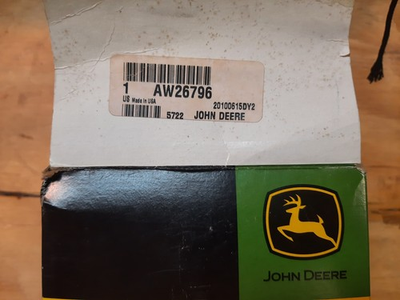 1 AW26796
US Made in USA 20100615DY2
5722 JOHN DEERE
JOHN DEERE